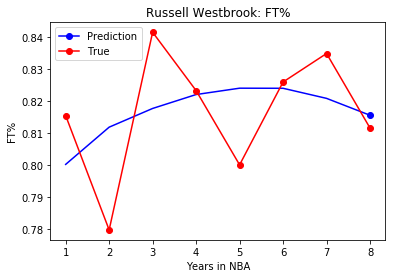 Russell Westbrook: FT%
Prediction
True
0.84
0.83
0.82
0.81
0.80
0.79
0.78
FT%
1 2 3 4 5 6 7 8
Years in NBA